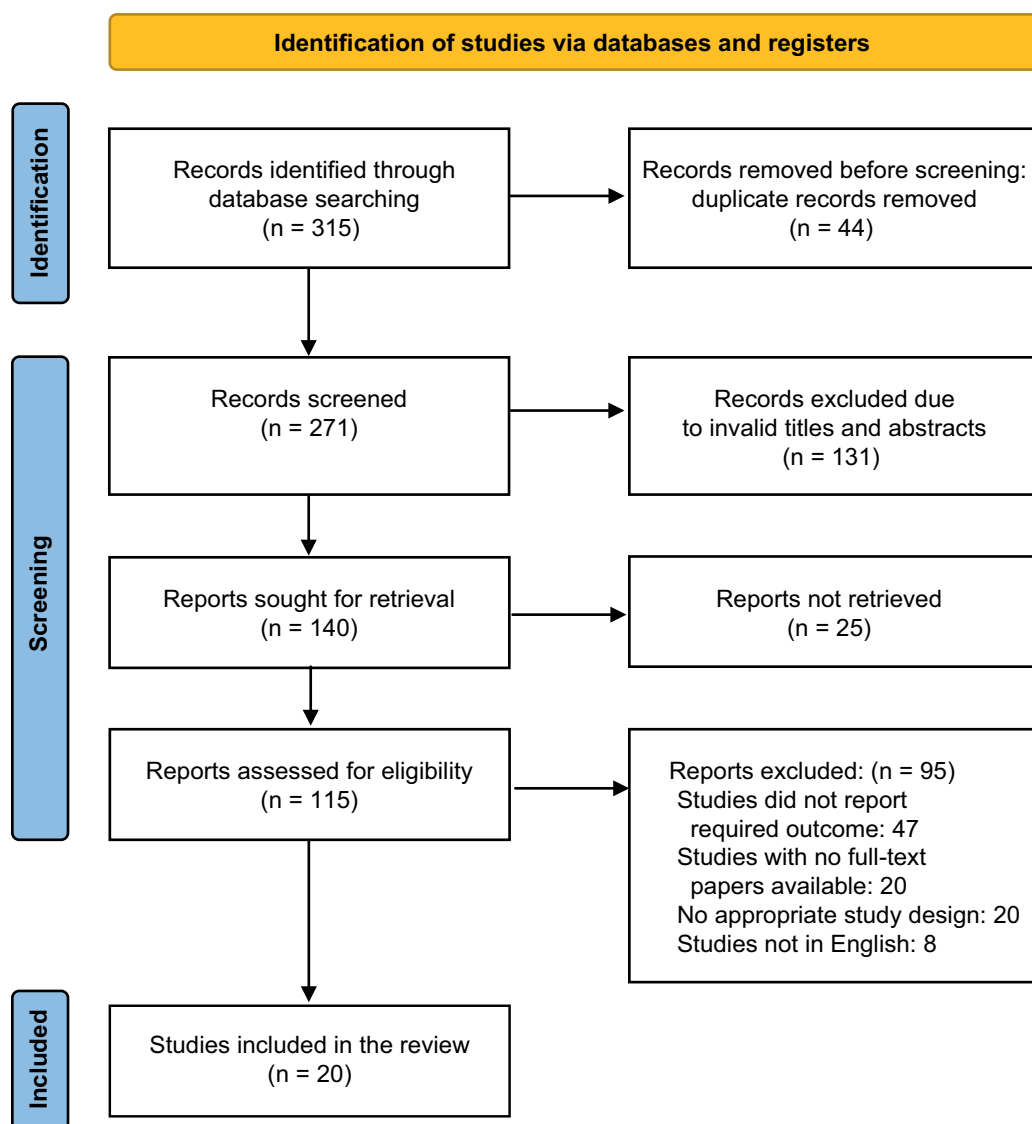 Identification of studies via databases and registers
Identification
Records identified through
database searching
(n = 315)
Records removed before screening:
duplicate records removed
(n = 44)
Screening
Records screened
(n = 271)
Records excluded due
to invalid titles and abstracts
(n = 131)
Reports sought for retrieval
(n = 140)
Reports not retrieved
(n = 25)
Reports assessed for eligibility
(n = 115)
Reports excluded: (n = 95)
Studies did not report
required outcome: 47
Studies with no full-text
papers available: 20
No appropriate study design: 20
Studies not in English: 8
Included
Studies included in the review
(n = 20)